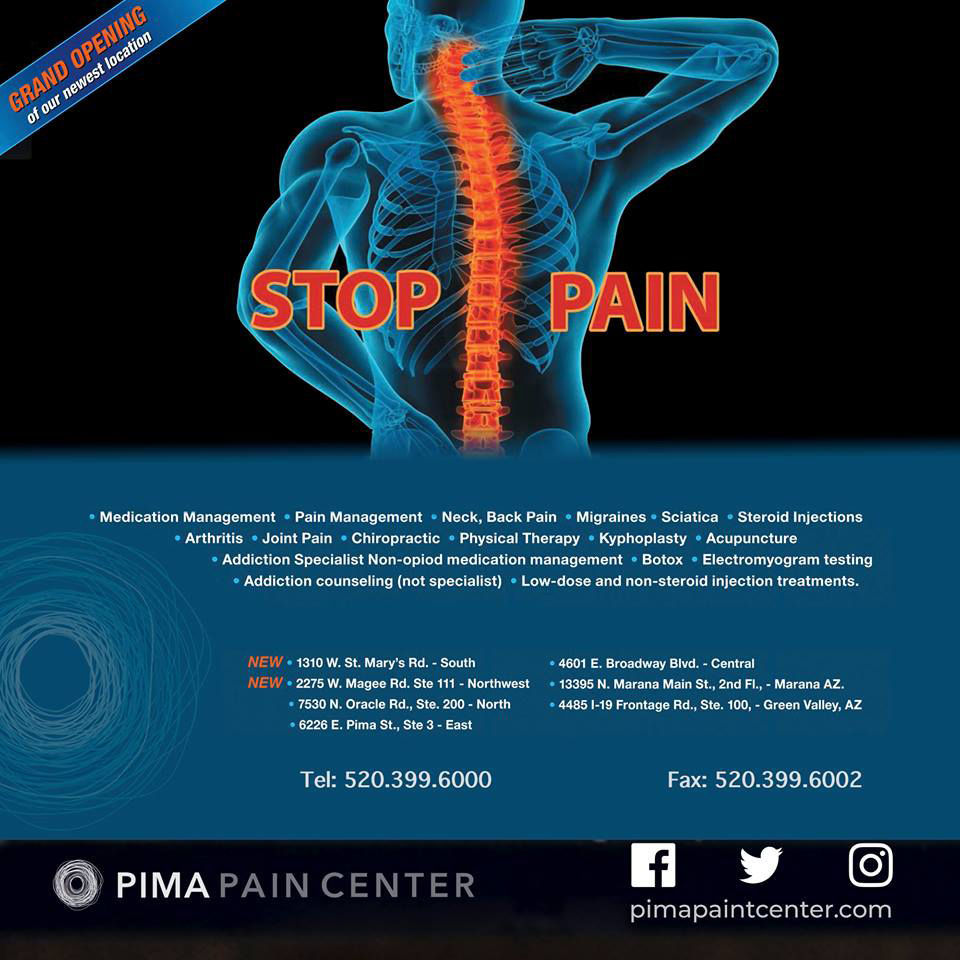 GRAND OPENING
of our newest location
STOP PAIN
• Medication Management • Pain Management • Neck, Back Pain • Migraines • Sciatica • Steroid Injections
• Arthritis • Joint Pain • Chiropractic • Physical Therapy • Kyphoplasty • Acupuncture
• Addiction Specialist Non-opiod medication management • Botox • Electromyogram testing
• Addiction counseling (not specialist) • Low-dose and non-steroid injection treatments.
NEW • 1310 W. St. Mary's Rd. - South
NEW • 2275 W. Magee Rd. Ste 111 - Northwest
• 7530 N. Oracle Rd., Ste. 200 - North
• 6226 E. Pima St., Ste 3 - East
• 4601 E. Broadway Blvd. - Central
• 13395 N. Marana Main St., 2nd Fl., - Marana AZ.
• 4485 I-19 Frontage Rd., Ste. 100, - Green Valley, AZ
Tel: 520.399.6000
Fax: 520.399.6002
PIMA PAIN CENTER
pimapaintcenter.com